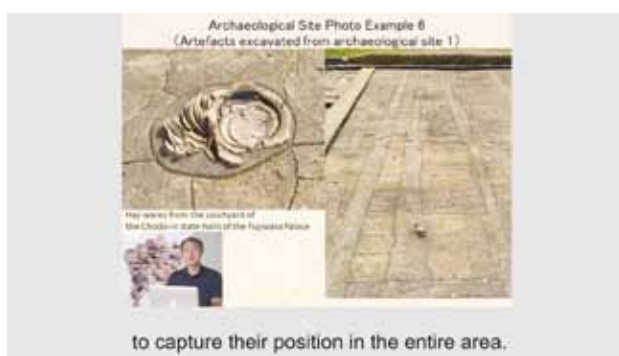 Archaeological Site Photo Example 6
(Artefacts excavated from archaeological site 1)
Haji wares from the courtyard of
the Chodo-in state halls of the Fujiwara Palace
to capture their position in the entire area.